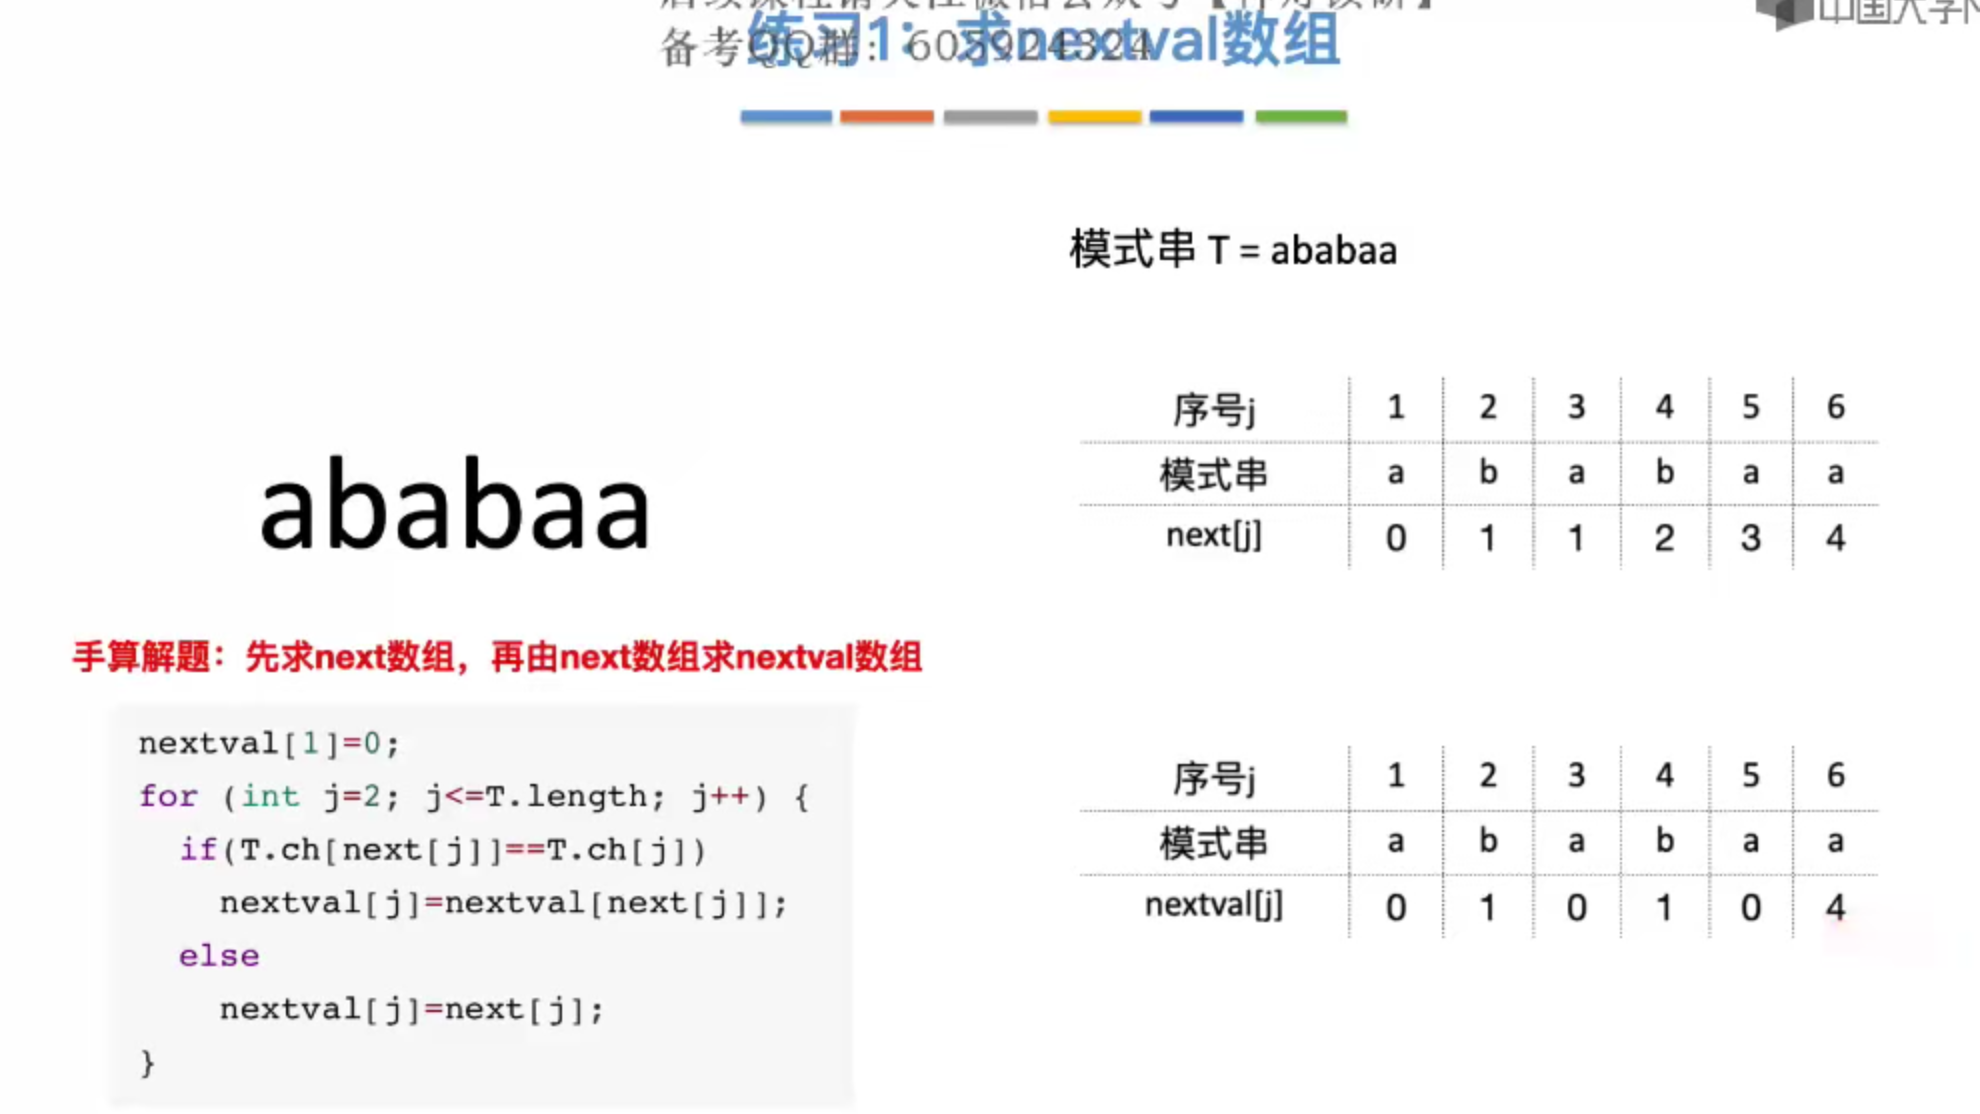 练习1：求nextval数组
备考QQ群：605924324
中国大学M
模式串 T = ababaa
序号j 1 2 3 4 5 6
模式串 a b a b a a
next[j] 0 1 1 2 3 4
ababaa
手算解题：先求next数组，再由next数组求nextval数组
nextval[1]=0;
for (int j=2; j<=T.length; j++) {
if(T.ch[next[j]]==T.ch[j])
nextval[j]=nextval[next[j]];
else
nextval[j]=next[j];
}
序号j 1 2 3 4 5 6
模式串 a b a b a a
nextval[j] 0 1 0 1 0 4